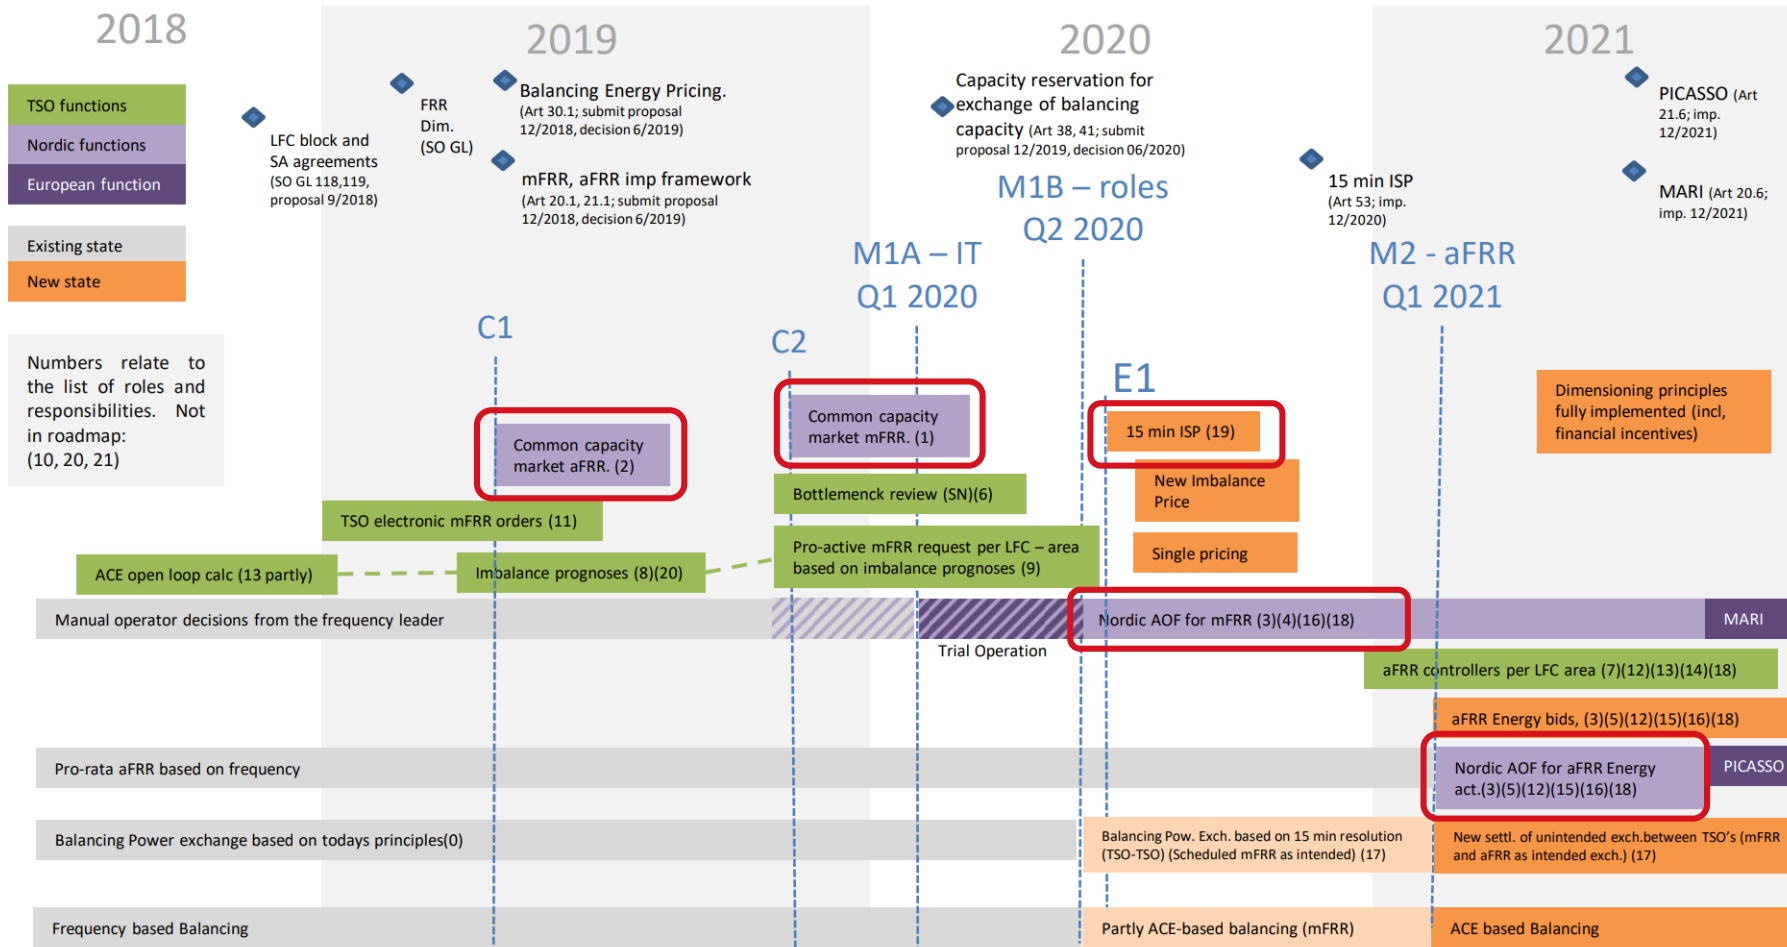 2018
2019
2020
2021
TSO functions
Nordic functions
European function
Existing state
New state
Numbers relate to
the list of roles and
responsibilities. Not
in roadmap:
(10, 20, 21)
LFC block and
SA agreements
(SO GL 118,119,
proposal 9/2018)
FRR
Dim.
(SO GL)
Balancing Energy Pricing.
(Art 30.1; submit proposal
12/2018, decision 6/2019)
mFRR, aFRR imp framework
(Art 20.1, 21.1; submit proposal
12/2018, decision 6/2019)
Capacity reservation for
exchange of balancing
capacity (Art 38, 41; submit
proposal 12/2019, decision 06/2020)
15 min ISP
(Art 53; imp.
12/2020)
PICASSO (Art
21.6; imp.
12/2021)
MARI (Art 20.6;
imp. 12/2021)
C1
C2
M1A – IT
Q1 2020
M1B – roles
Q2 2020
E1
M2 - aFRR
Q1 2021
Common capacity
market aFRR. (2)
Common capacity
market mFRR. (1)
15 min ISP (19)
Dimensioning principles
fully implemented (incl,
financial incentives)
New Imbalance
Price
Single pricing
Bottlemenck review (SN)(6)
TSO electronic mFRR orders (11)
Pro-active mFRR request per LFC – area
based on imbalance prognoses (9)
ACE open loop calc (13 partly)
Imbalance prognoses (8)(20)
Manual operator decisions from the frequency leader
Nordic AOF for mFRR (3)(4)(16)(18)
MARI
Trial Operation
aFRR controllers per LFC area (7)(12)(13)(14)(18)
aFRR Energy bids, (3)(5)(12)(15)(16)(18)
Pro-rata aFRR based on frequency
Nordic AOF for aFRR Energy
act.(3)(5)(12)(15)(16)(18)
PICASSO
Balancing Power exchange based on todays principles(0)
Balancing Pow. Exch. based on 15 min resolution
(TSO-TSO) (Scheduled mFRR as intended) (17)
New settl. of unintended exch.between TSO's (mFRR
and aFRR as intended exch.) (17)
Frequency based Balancing
Partly ACE-based balancing (mFRR)
ACE based Balancing